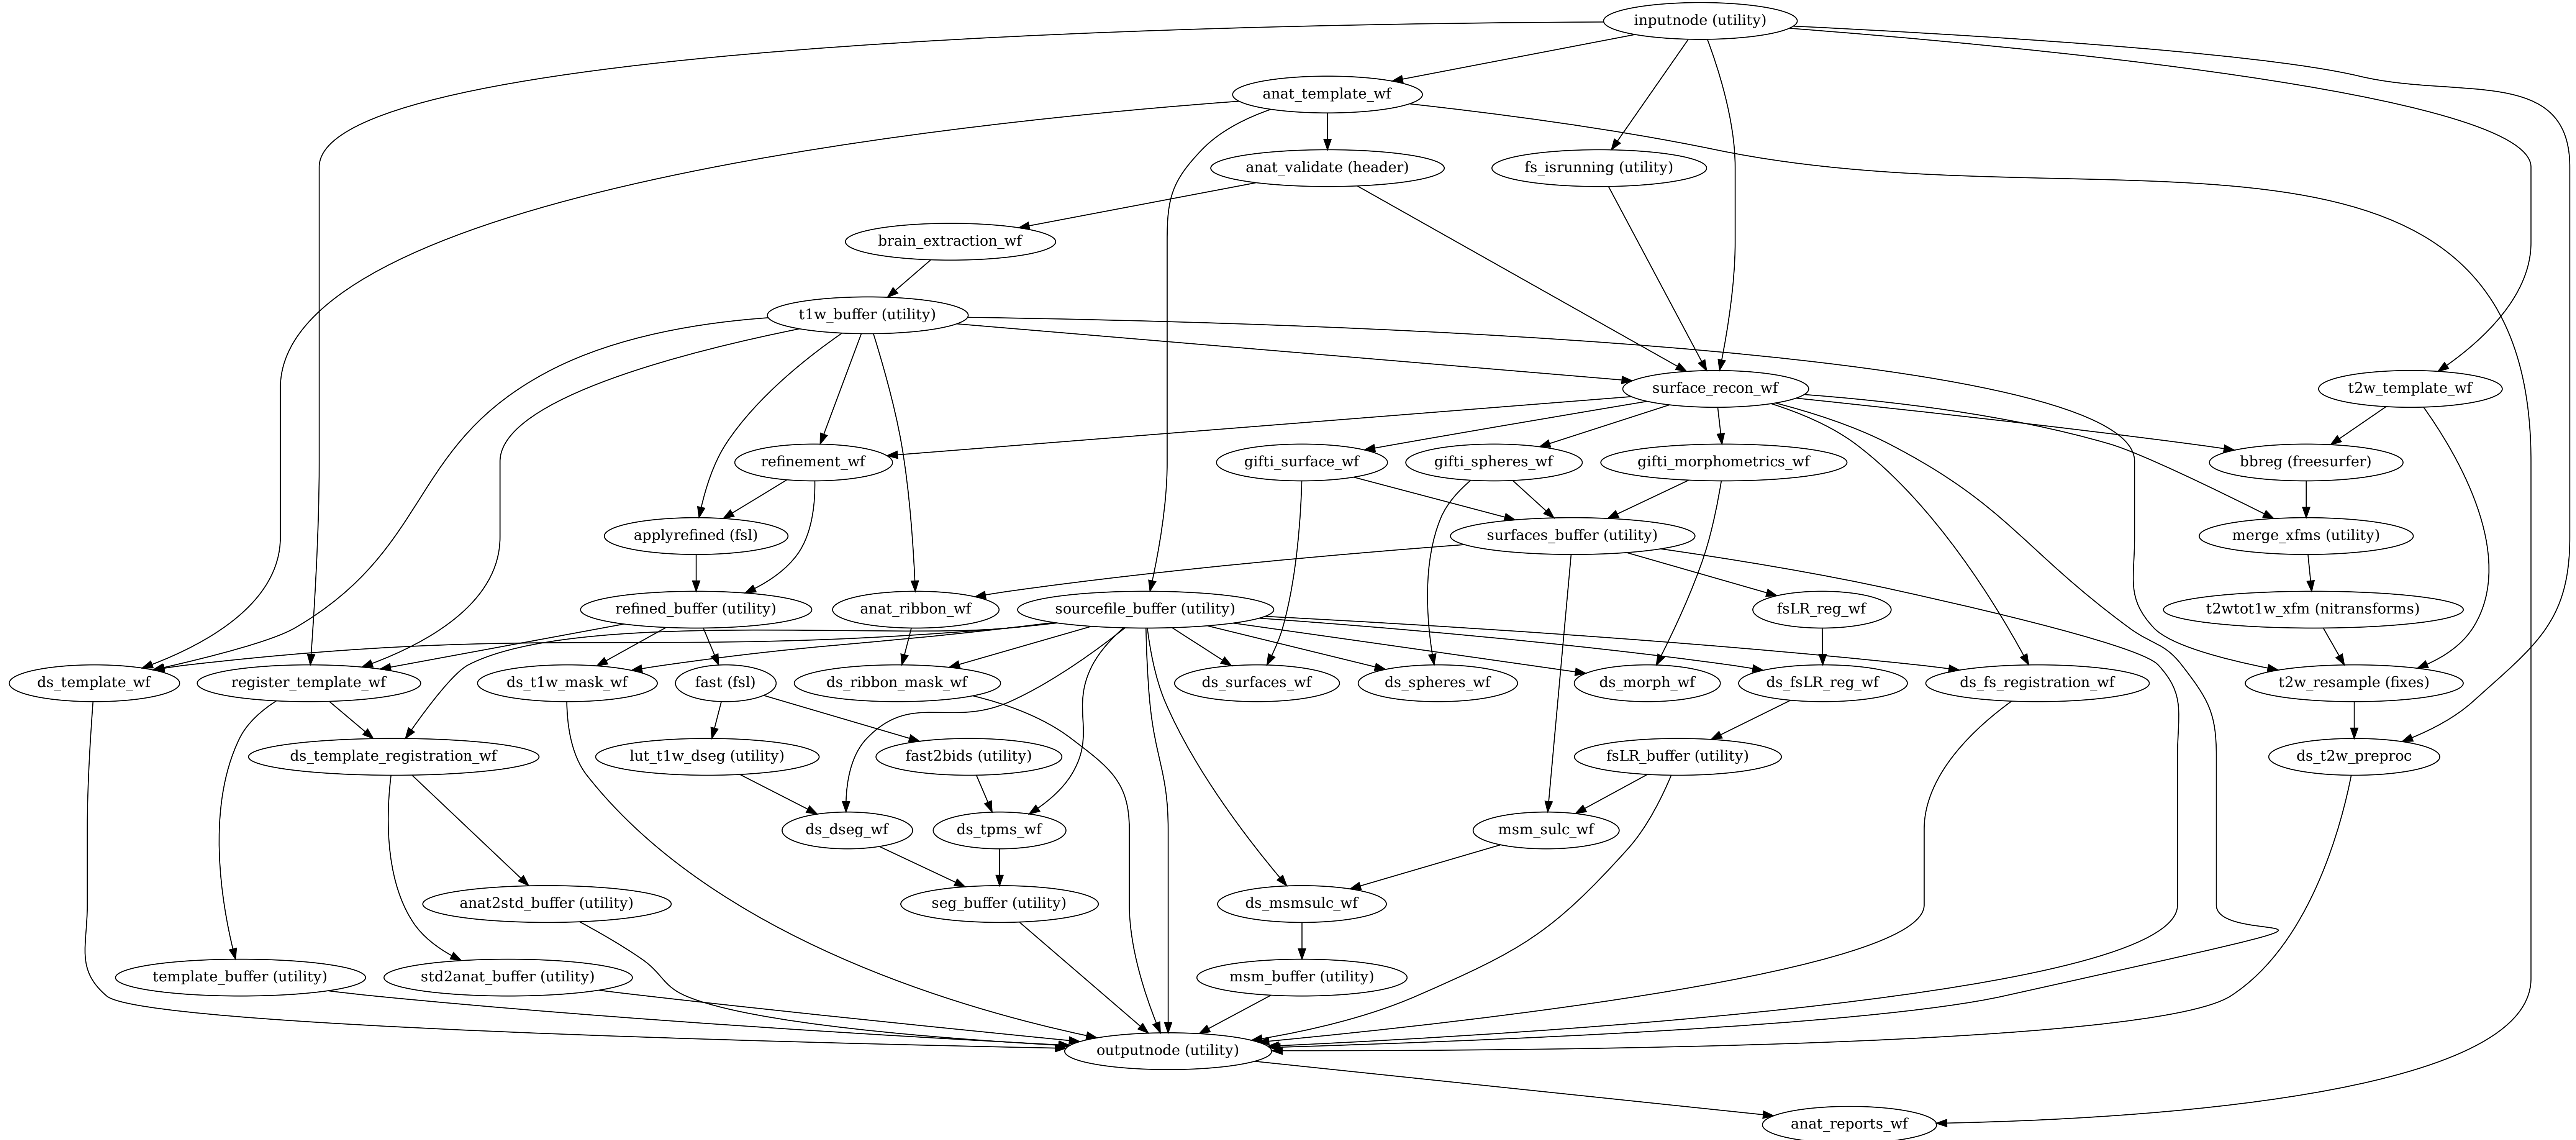 inputnode (utility)
anat_template_wf
anat_validate (header)
fs_isrunning (utility)
brain_extraction_wf
t1w_buffer (utility)
surface_recon_wf
t2w_template_wf
refinement_wf
gifti_surface_wf
gifti_spheres_wf
gifti_morphometrics_wf
bbreg (freesurfer)
applyrefined (fsl)
surfaces_buffer (utility)
merge_xfms (utility)
refined_buffer (utility)
anat_ribbon_wf
sourcefile_buffer (utility)
fsLR_reg_wf
t2wtot1w_xfm (nitransforms)
ds_template_wf
register_template_wf
ds_t1w_mask_wf
fast (fsl)
ds_ribbon_mask_wf
ds_surfaces_wf
ds_spheres_wf
ds_morph_wf
ds_fsLR_reg_wf
ds_fs_registration_wf
t2w_resample (fixes)
ds_template_registration_wf
lut_t1w_dseg (utility)
fast2bids (utility)
fsLR_buffer (utility)
ds_t2w_preproc
ds_dseg_wf
ds_tpms_wf
msm_sulc_wf
anat2std_buffer (utility)
seg_buffer (utility)
ds_msmsulc_wf
template_buffer (utility)
std2anat_buffer (utility)
msm_buffer (utility)
outputnode (utility)
anat_reports_wf